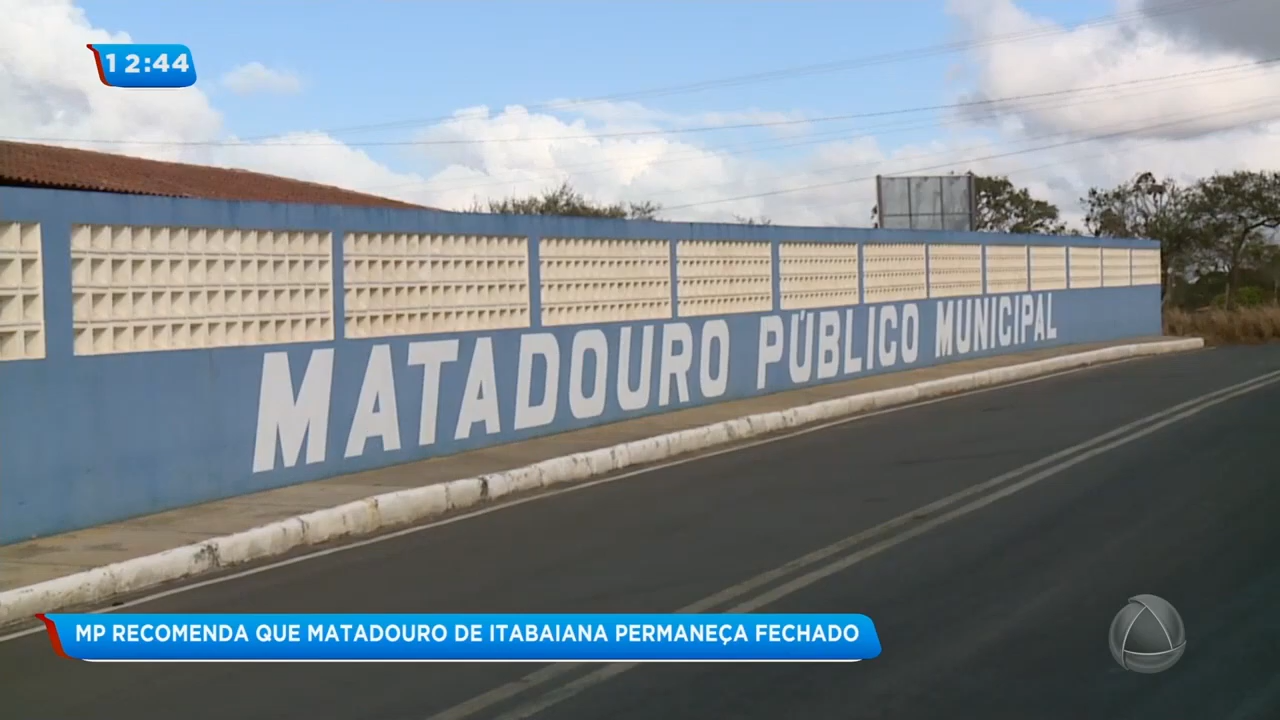 12:44
MATADOURO PÚBLICO MUNICIPAL
MP RECOMENDA QUE MATADOURO DE ITABAIANA PERMANEÇA FECHADO